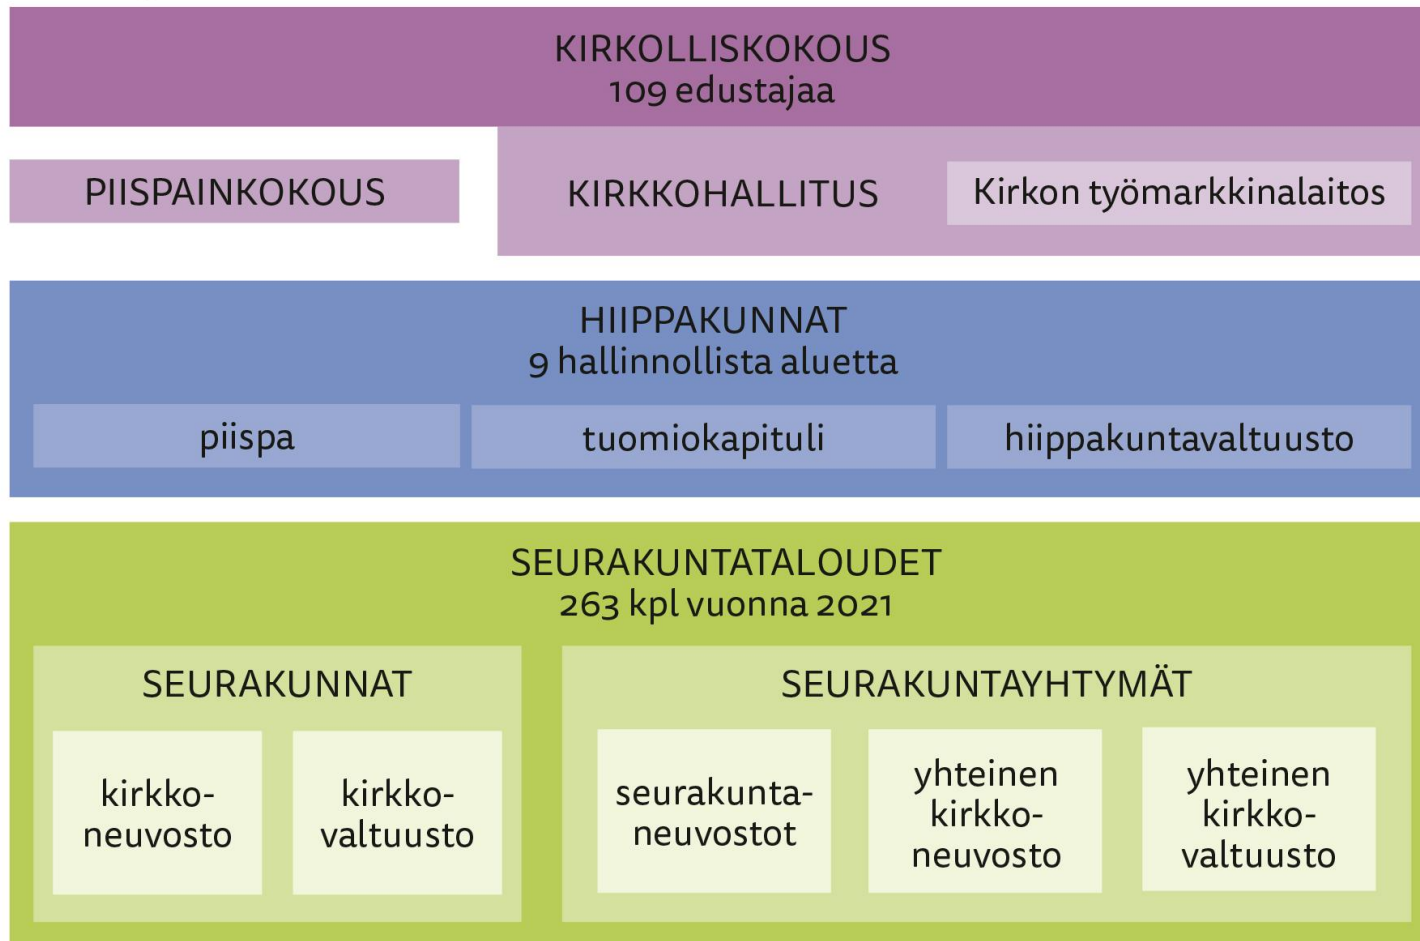 KIRKOLLISKOKOUS
109 edustajaa
PIISPAINKOKOUS
KIRKKOHALLITUS
Kirkon työmarkkinalaitos
HIIPPAKUNNAT
9 hallinnollista aluetta
piispa
tuomiokapituli
hiippakuntavaltuusto
SEURAKUNTATALOUDET
263 kpl vuonna 2021
SEURAKUNNAT
kirkko-
neuvosto
kirkko-
valtuusto
SEURAKUNTAYHTYMÄT
seurakunta-
neuvostot
yhteinen
kirkko-
neuvosto
yhteinen
kirkko-
valtuusto